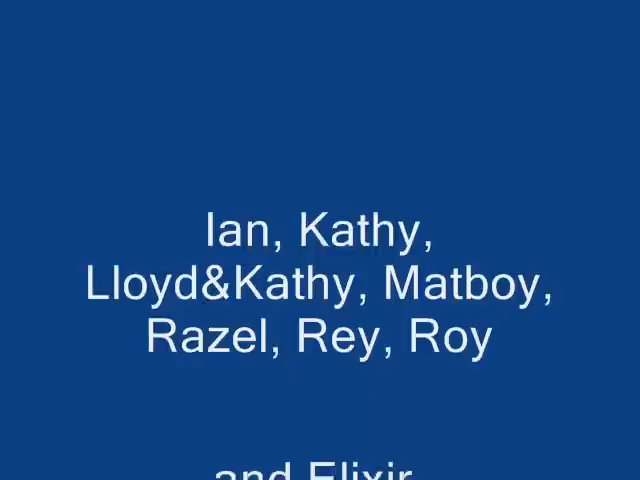 Ian, Kathy,
Lloyd&Kathy, Matboy,
Razel, Rey, Roy
and Elixir